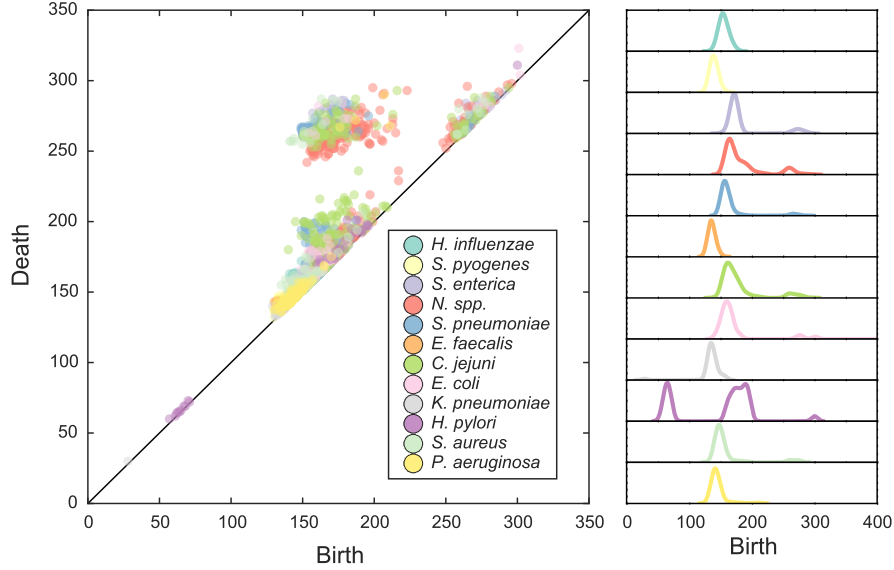 350
300
250
200
150
100
50
0
Death
0 50 100 150 200 250 300 350
Birth
H. influenzae
S. pyogenes
S. enterica
N. spp.
S. pneumoniae
E. faecalis
C. jejuni
E. coli
K. pneumoniae
H. pylori
S. aureus
P. aeruginosa
0 100 200 300 400
Birth